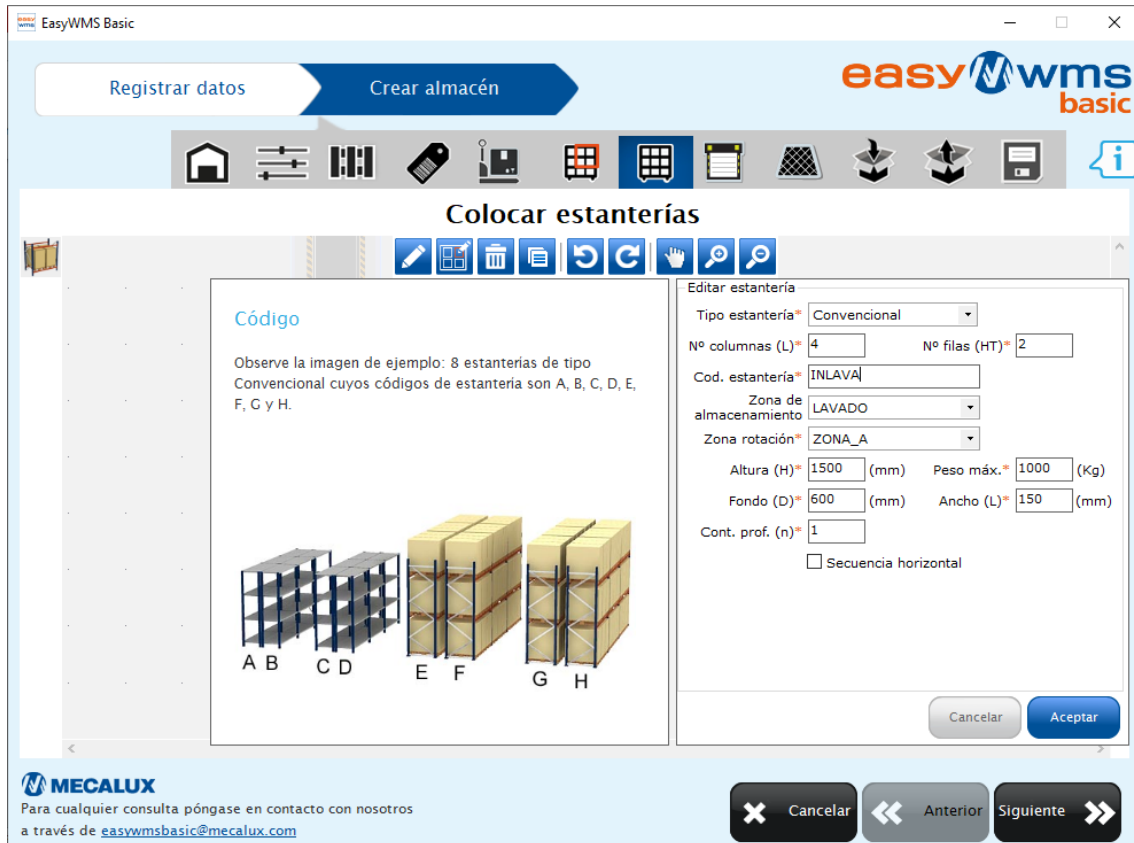 easy wms EasyWMS Basic
Registrar datos
Crear almacén
easy wms
basic
i
Colocar estanterías
Código
Observe la imagen de ejemplo: 8 estanterias de tipo
Convencional cuyos códigos de estantería son A, B, C, D, E,
F, G y H.
A B C D E F G H
Editar estantería
Tipo estantería* Convencional
Nº columnas (L)* 4 Nº filas (HT)* 2
Cod. estantería* INLAVA
Zona de
almacenamiento LAVADO
Zona rotación* ZONA_A
Altura (H)* 1500 (mm) Peso máx.* 1000 (Kg)
Fondo (D)* 600 (mm) Ancho (L)* 150 (mm)
Cont. prof. (n)* 1
Secuencia horizontal
Cancelar Aceptar
MECALUX
Para cualquier consulta póngase en contacto con nosotros
a través de easywmsbasic@mecalux.com
Cancelar Anterior Siguiente